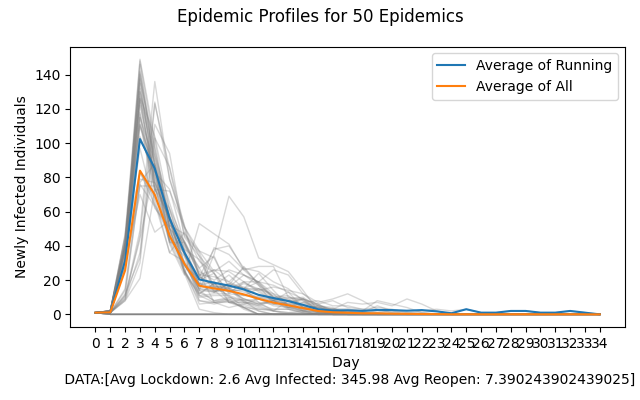 Epidemic Profiles for 50 Epidemics
Average of Running
Average of All
Newly Infected Individuals
140
120
100
80
60
40
20
0
0 1 2 3 4 5 6 7 8 9 10 11 12 13 14 15 16 17 18 19 20 21 22 23 24 25 26 27 28 29 30 31 32 33 34
Day
DATA:[Avg Lockdown: 2.6 Avg Infected: 345.98 Avg Reopen: 7.390243902439025]